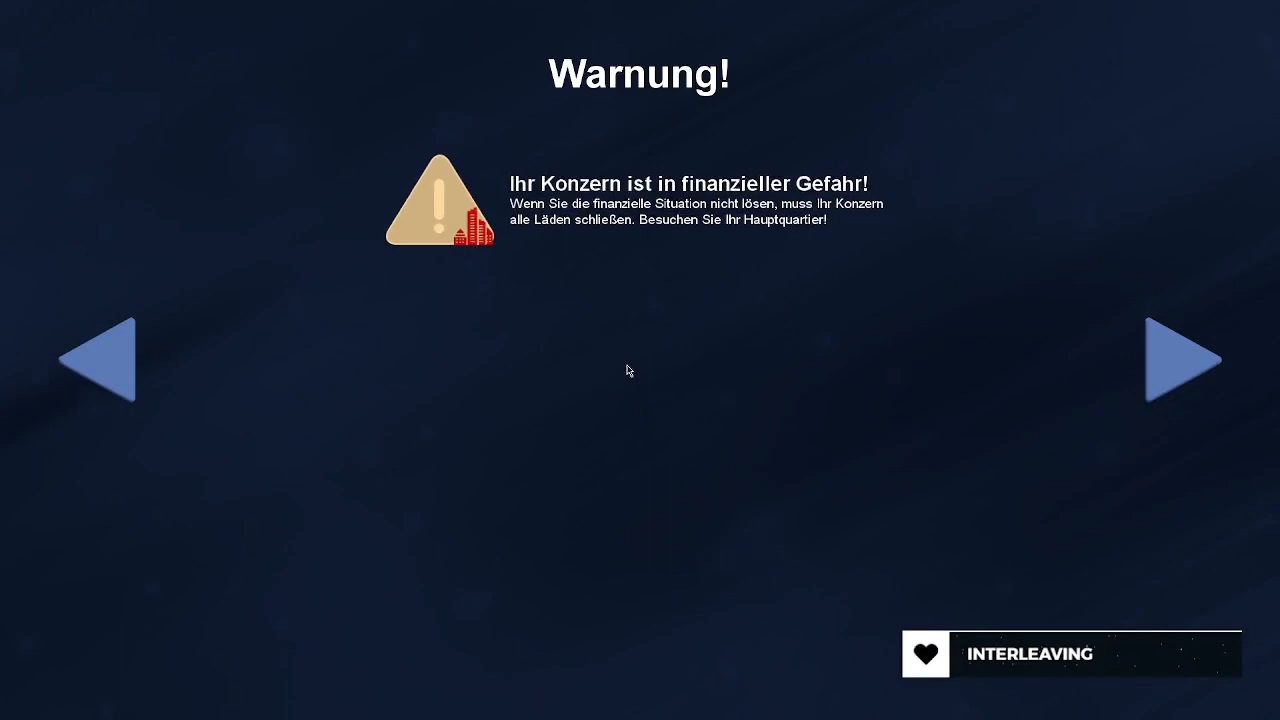 Warnung!
Ihr Konzern ist in finanzieller Gefahr!
Wenn Sie die finanzielle Situation nicht lösen, muss Ihr Konzern
alle Läden schließen. Besuchen Sie Ihr Hauptquartier!
INTERLEAVING